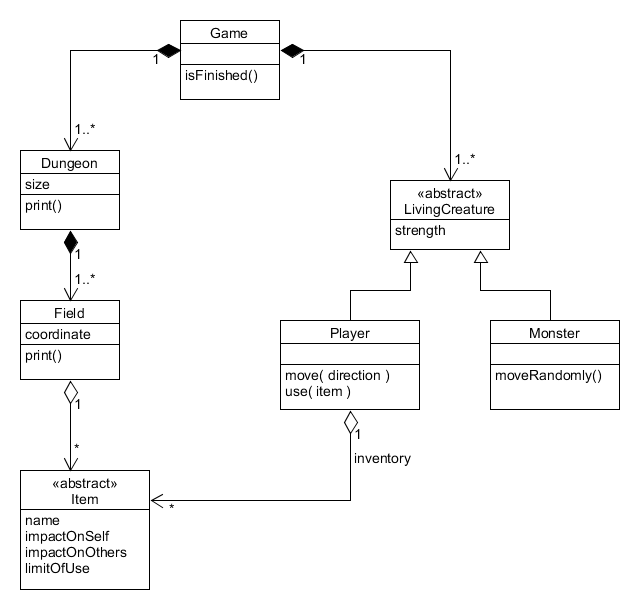 Game
isFinished()
1
1
1..*
1..*
Dungeon
size
print()
«abstract»
LivingCreature
strength
1
1..*
Field
coordinate
print()
Player
move( direction )
use( item )
Monster
moveRandomly()
1
*
1
inventory
*
«abstract»
Item
name
impactOnSelf
impactOnOthers
limitOfUse